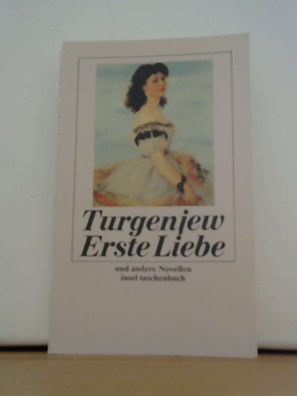 Turgenjew
Erste Liebe
und andere Novellen
insel taschenbuch